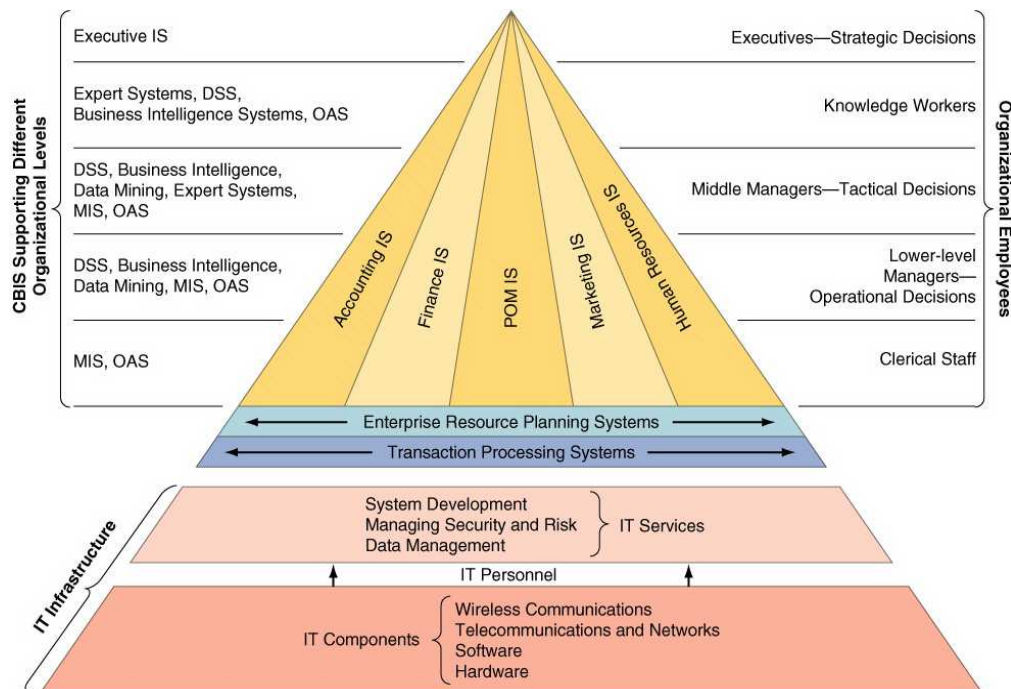 CBIS Supporting Different
Organizational Levels
Executive IS
Expert Systems, DSS,
Business Intelligence Systems, OAS
DSS, Business Intelligence,
Data Mining, Expert Systems,
MIS, OAS
DSS, Business Intelligence,
Data Mining, MIS, OAS
MIS, OAS
Accounting IS
Finance IS
POM IS
Marketing IS
Human Resources IS
Executives—Strategic Decisions
Knowledge Workers
Middle Managers—Tactical Decisions
Lower-level
Managers—
Operational Decisions
Clerical Staff
Organizational Employees
Enterprise Resource Planning Systems
Transaction Processing Systems
IT Infrastructure
System Development
Managing Security and Risk
Data Management
IT Services
IT Personnel
IT Components
Wireless Communications
Telecommunications and Networks
Software
Hardware